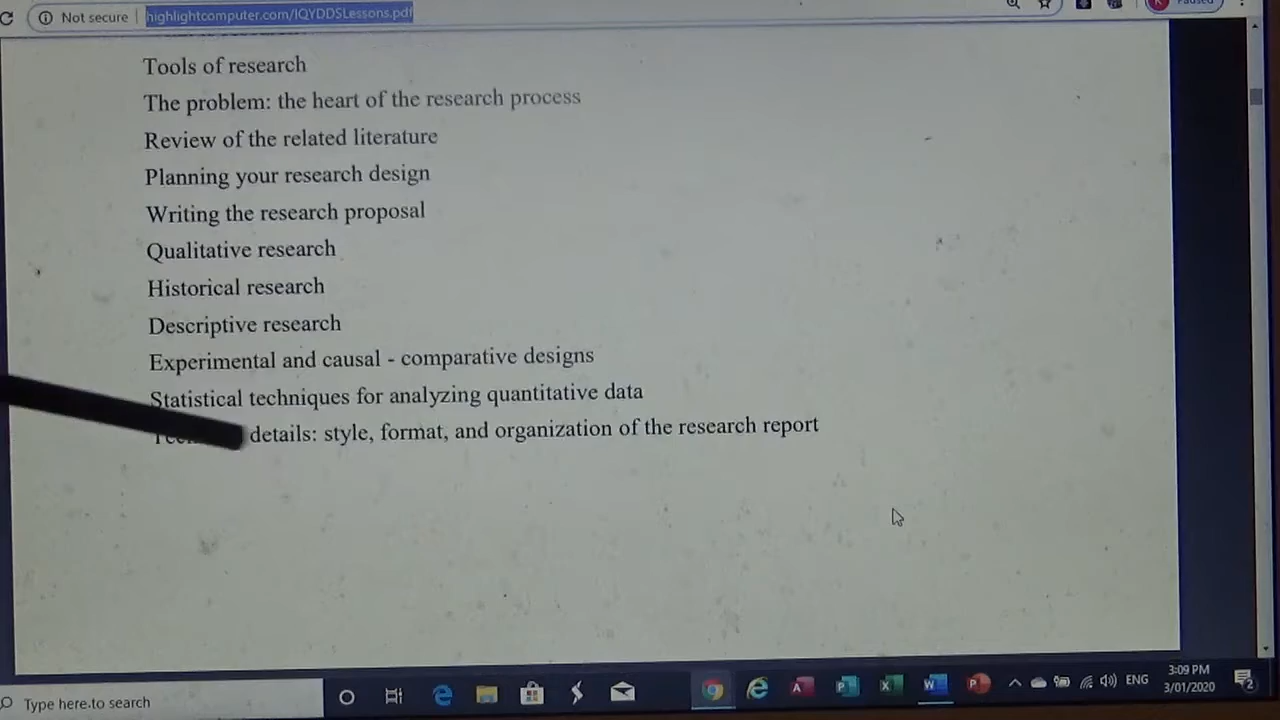 Not secure
highlightcomputer.com/IQYDDSLessons.pdf
Paused
Tools of research
The problem: the heart of the research process
Review of the related literature
Planning your research design
Writing the research proposal
Qualitative research
Historical research
Descriptive research
Experimental and causal - comparative designs
Statistical techniques for analyzing quantitative data
details: style, format, and organization of the research report
Type here to search
ENG
3:09 PM
3/01/2020
2